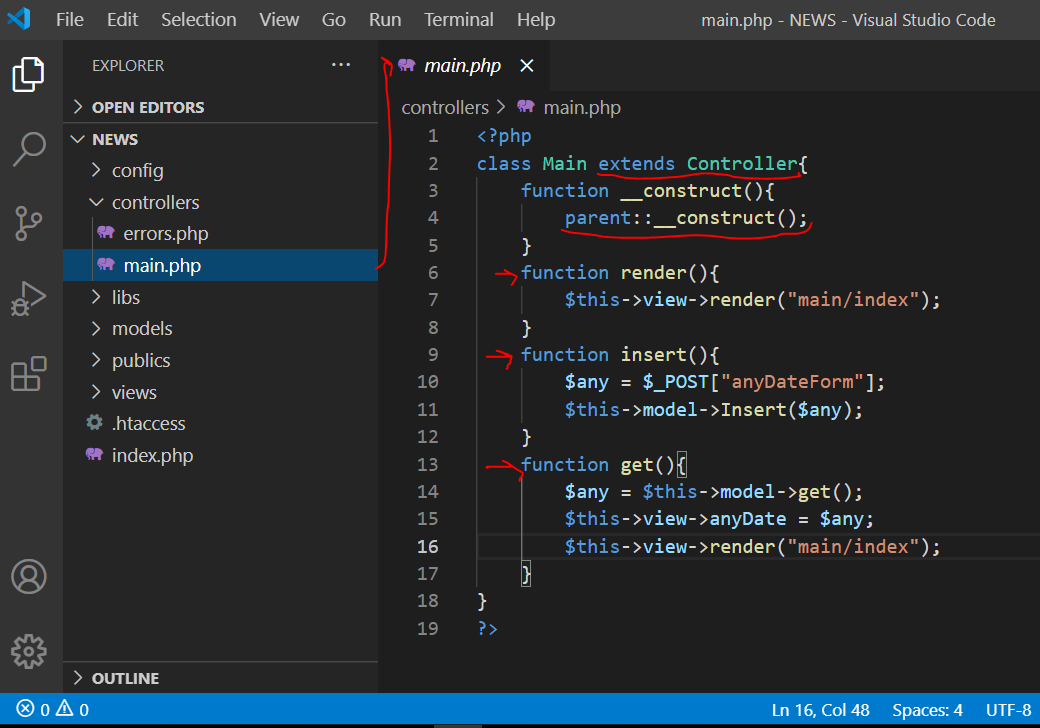 File Edit Selection View Go Run Terminal Help main.php - NEWS - Visual Studio Code
EXPLORER ...
OPEN EDITORS
NEWS
config
controllers
errors.php
main.php
libs
models
publics
views
.htaccess
index.php
OUTLINE
main.php
controllers > main.php
1 <?php
2 class Main extends Controller{
3 function __construct(){
4 parent::__construct();
5 }
6 function render(){
7 $this->view->render("main/index");
8 }
9 function insert(){
10 $any = $_POST["anyDateForm"];
11 $this->model->Insert($any);
12 }
13 function get(){
14 $any = $this->model->get();
15 $this->view->anyDate = $any;
16 $this->view->render("main/index");
17 }
18 }
19 ?>
0 0 Ln 16, Col 48 Spaces: 4 UTF-8